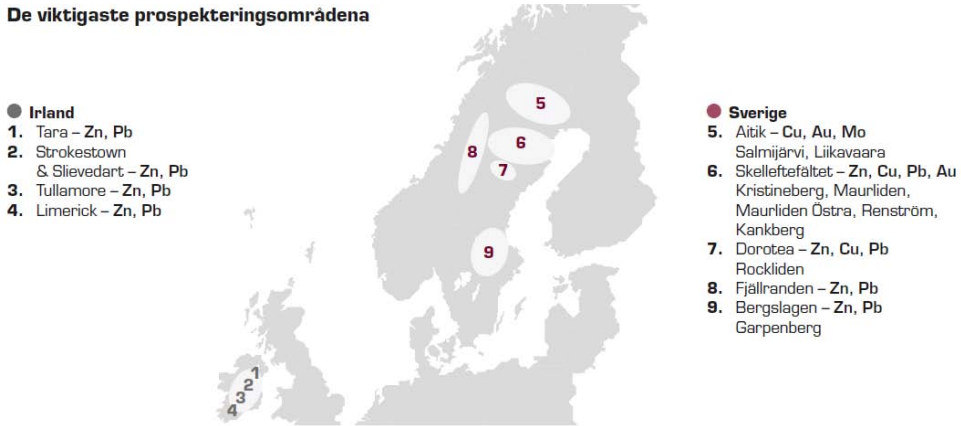 De viktigaste prospekteringsområdena
Irland
1. Tara – Zn, Pb
2. Strokestown
& Slievedart – Zn, Pb
3. Tullamore – Zn, Pb
4. Limerick – Zn, Pb
5
6
7
8
9
1
2
3
4
Sverige
5. Aitik – Cu, Au, Mo
Salmijärvi, Liikavaara
6. Skelleftefältet – Zn, Cu, Pb, Au
Kristineberg, Maurliden,
Maurliden Östra, Renström,
Kankberg
7. Dorotea – Zn, Cu, Pb
Rockliden
8. Fjällranden – Zn, Pb
9. Bergslagen – Zn, Pb
Garpenberg